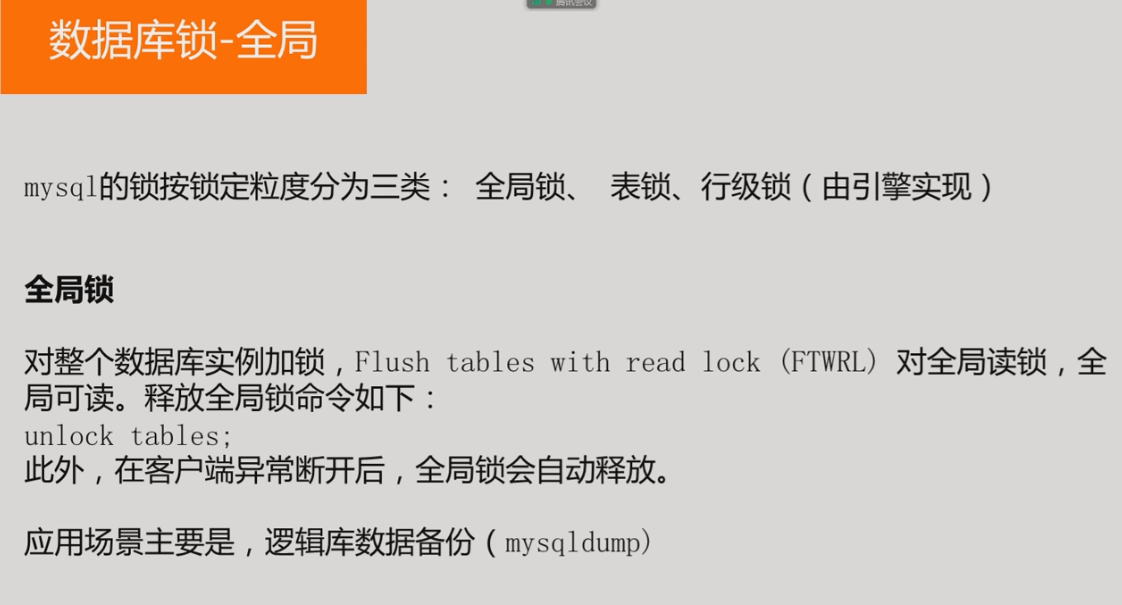 腾讯会议
数据库锁-全局
mysql的锁按锁定粒度分为三类： 全局锁、 表锁、行级锁（由引擎实现）
全局锁
对整个数据库实例加锁，Flush tables with read lock (FTWRL) 对全局读锁，全
局可读。释放全局锁命令如下：
unlock tables;
此外，在客户端异常断开后，全局锁会自动释放。
应用场景主要是，逻辑库数据备份（mysqldump)